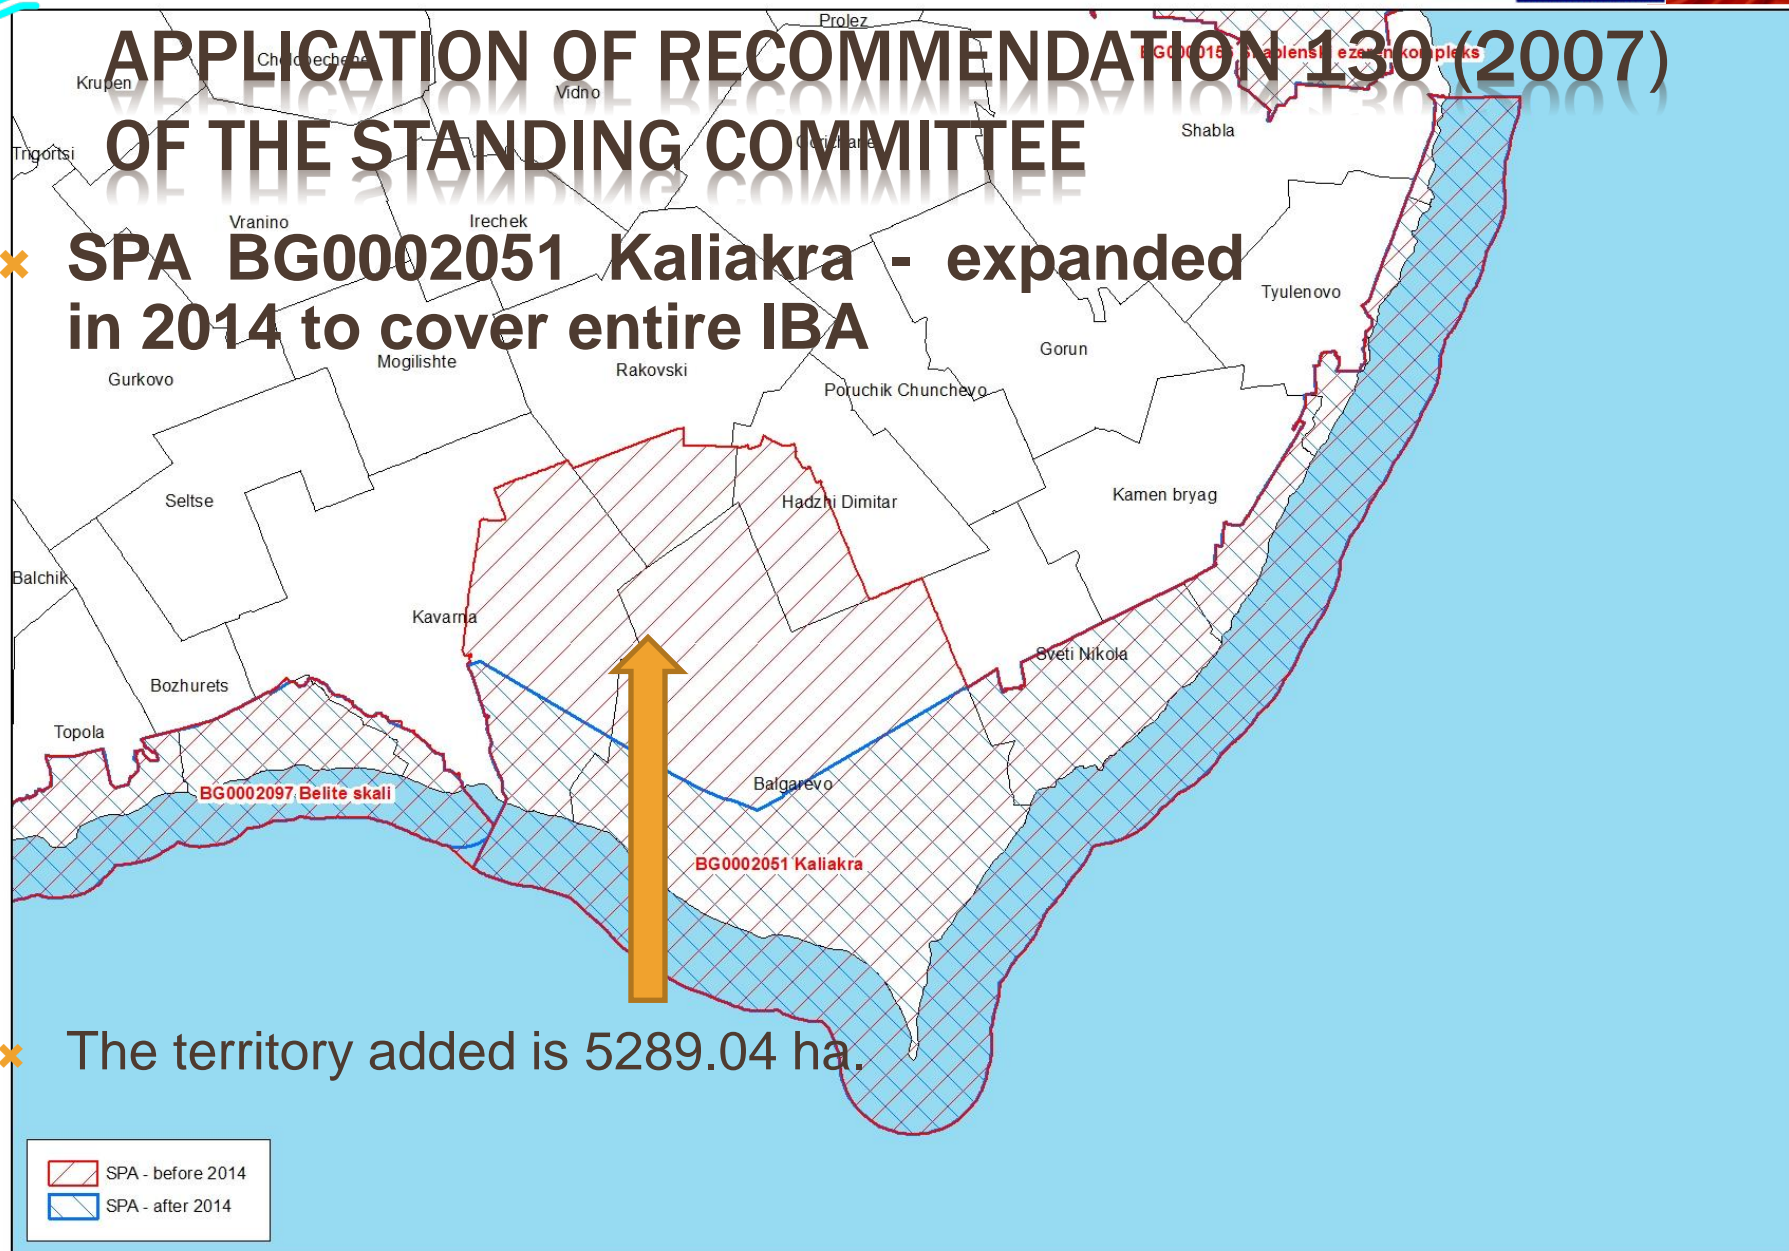 Prolez
APPLICATION OF RECOMMENDATION 130 (2007)
OF THE STANDING COMMITTEE
Krupen
Vidno
Shabla
Trigortsi
Vranino
Irechek
SPA BG0002051 Kaliakra - expanded
in 2014 to cover entire IBA
Tyulenovo
Gorun
Mogilishte
Rakovski
Gurkovo
Poruchik Chunchevo
Seltse
Hadzhi Dimitar
Kamen bryag
Balchik
Kavarna
Sveti Nikola
Bozhurets
Topola
Balgarevo
BG0002097 Belite skali
BG0002051 Kaliakra
The territory added is 5289.04 ha.
SPA - before 2014
SPA - after 2014